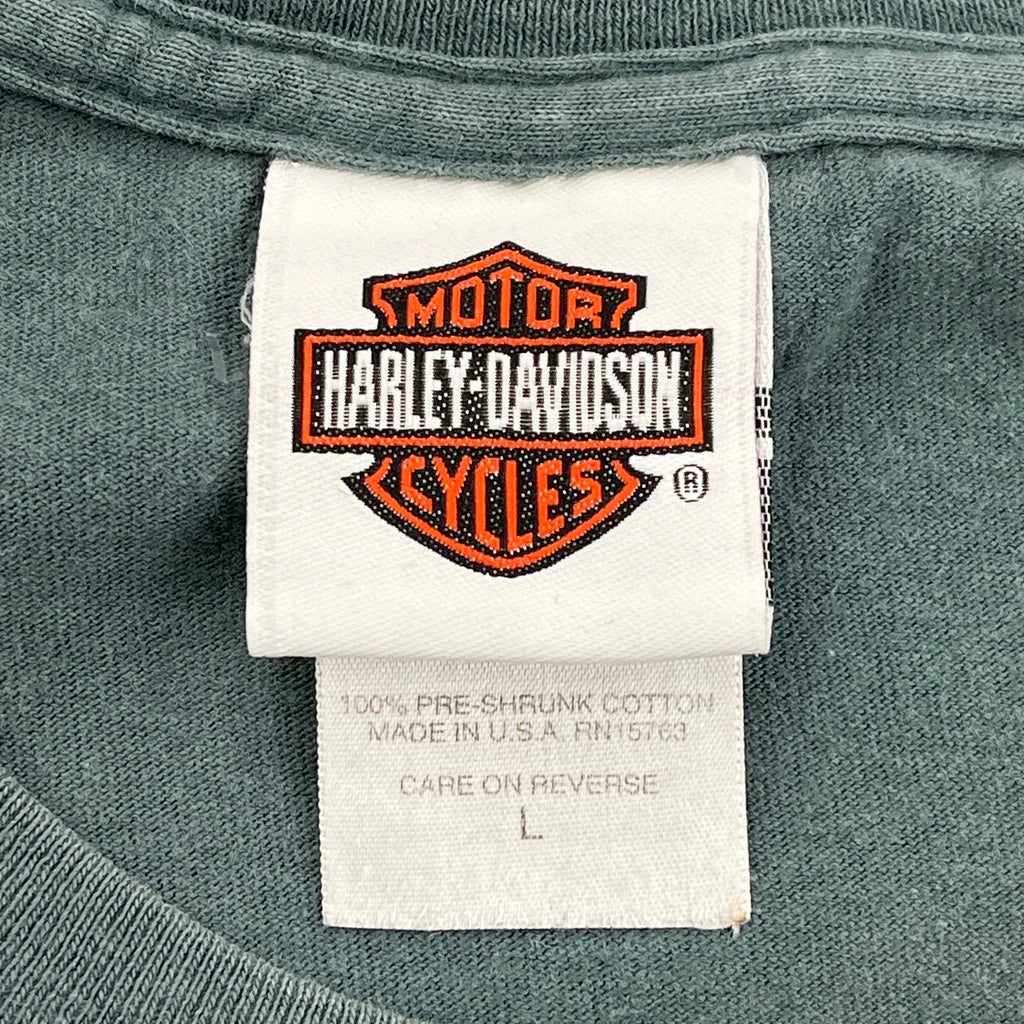 MOTOR
HARLEY-DAVIDSON
CYCLES
®
100% PRE-SHRUNK COTTON
MADE IN U.S.A. RN15763
CARE ON REVERSE
L